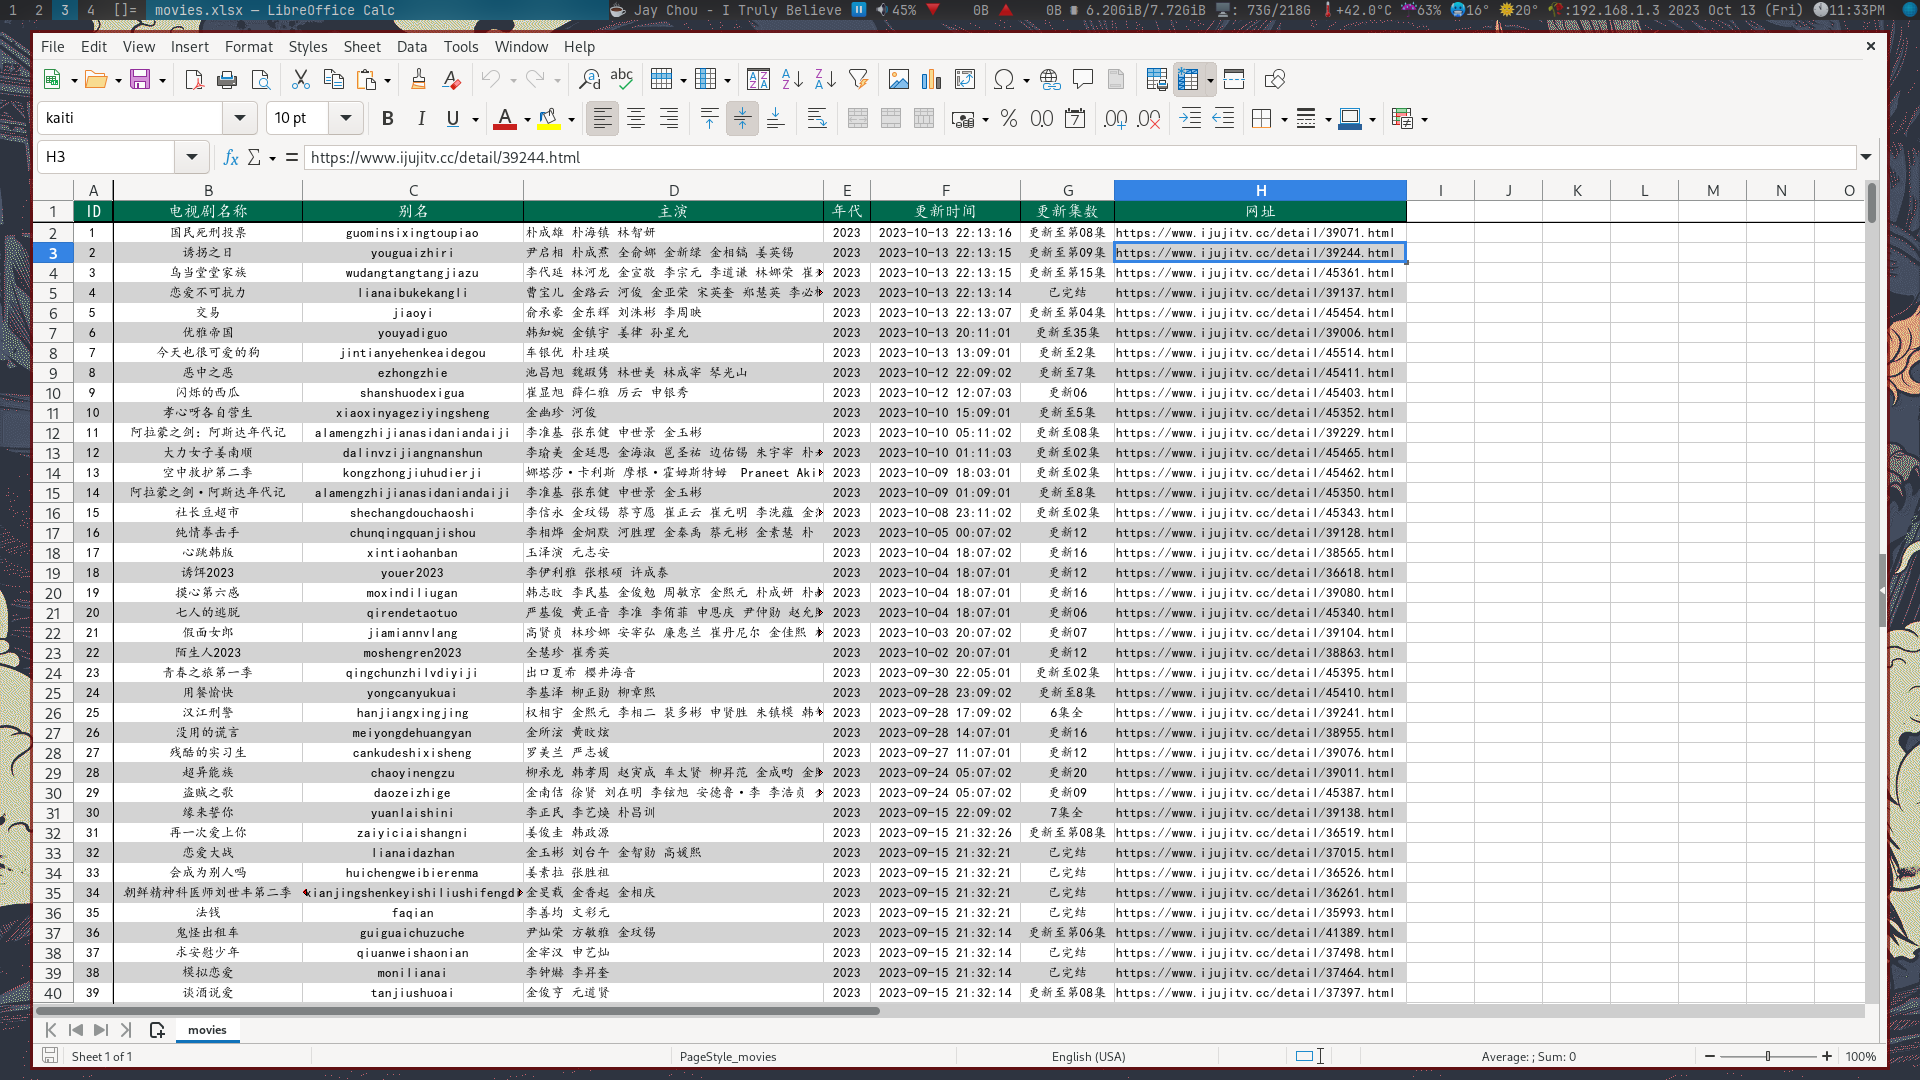 1 2 3 4 []= movies.xlsx — LibreOffice Calc Jay Chou - I Truly Believe 45% 0B 0B 6.20GiB/7.72GiB : 73G/218G +42.0°C 63% 16° 20° :192.168.1.3 2023 Oct 13 (Fri) 11:33PM
File Edit View Insert Format Styles Sheet Data Tools Window Help
kaiti 10 pt
H3 https://www.ijujitv.cc/detail/39244.html
A B C D E F G H I J K L M N O
1 ID 电视剧名称 别名 主演 年代 更新时间 更新集数 网址
2 1 国民死刑投票 guominsixingtoupiao 朴成雄 朴海镇 林智妍 2023 2023-10-13 22:13:16 更新至第08集 https://www.ijujitv.cc/detail/39071.html
3 2 诱拐之日 youguaizhiri 尹启相 朴成焄 全俞娜 金新绿 金相镐 姜英锡 2023 2023-10-13 22:13:15 更新至第09集 https://www.ijujitv.cc/detail/39244.html
4 3 乌当堂堂家族 wudangtangtangjiazu 李代延 林河龙 金宣敬 李宗元 李道谦 林娜荣 崔 2023 2023-10-13 22:13:15 更新至第15集 https://www.ijujitv.cc/detail/45361.html
5 4 恋爱不可抗力 lianaibukekangli 曹宝儿 金路云 河俊 金亚荣 宋英奎 郑慧英 李必 2023 2023-10-13 22:13:14 已完结 https://www.ijujitv.cc/detail/39137.html
6 5 交易 jiaoyi 俞承豪 金东辉 刘洙彬 李周映 2023 2023-10-13 22:13:07 更新至第04集 https://www.ijujitv.cc/detail/45454.html
7 6 优雅帝国 youyadiguo 韩知婉 金镇宇 姜律 孙星允 2023 2023-10-13 20:11:01 更新至35集 https://www.ijujitv.cc/detail/39006.html
8 7 今天也很可爱的狗 jintianyehenkeaidegou 车银优 朴珪瑛 2023 2023-10-13 13:09:01 更新至2集 https://www.ijujitv.cc/detail/45514.html
9 8 恶中之恶 ezhongzhie 池昌旭 魏嘏隽 林世美 林成宰 琴光山 2023 2023-10-12 22:09:02 更新至7集 https://www.ijujitv.cc/detail/45411.html
10 9 闪烁的西瓜 shanshuodexigua 崔显旭 薛仁雅 厉云 申银秀 2023 2023-10-12 12:07:03 更新06 https://www.ijujitv.cc/detail/45403.html
11 10 孝心呀各自营生 xiaoxinyageziyingsheng 金幽珍 河俊 2023 2023-10-10 15:09:01 更新至5集 https://www.ijujitv.cc/detail/45352.html
12 11 阿拉蒙之剑：阿斯达年代记 alamengzhijianasidaniandaiji 李准基 张东健 申世景 金玉彬 2023 2023-10-10 05:11:02 更新至08集 https://www.ijujitv.cc/detail/39229.html
13 12 大力女子姜南顺 dalinvzijiangnanshun 李瑜美 金廷恩 金海淑 邕圣祐 边佑锡 朱宇宰 朴 2023 2023-10-10 01:11:03 更新至02集 https://www.ijujitv.cc/detail/45465.html
14 13 空中救护第二季 kongzhongjiuhudierji 娜塔莎·卡利斯 摩根·霍姆斯特姆 Praneet Aki 2023 2023-10-09 18:03:01 更新至02集 https://www.ijujitv.cc/detail/45462.html
15 14 阿拉蒙之剑·阿斯达年代记 alamengzhijianasidaniandaiji 李准基 张东健 申世景 金玉彬 2023 2023-10-09 01:09:01 更新至8集 https://www.ijujitv.cc/detail/45350.html
16 15 社长豆超市 shechangdouchaoshi 李信永 金玟锡 蔡亨愿 崔正云 崔元明 李洗蕴 金 2023 2023-10-08 23:11:02 更新至02集 https://www.ijujitv.cc/detail/45343.html
17 16 纯情拳击手 chunqingquanjishou 李相烨 金炯默 河胜理 金秦禹 蔡元彬 金素慧 朴 2023 2023-10-05 00:07:02 更新12 https://www.ijujitv.cc/detail/39128.html
18 17 心跳韩版 xintiaohanban 玉泽演 元志安 2023 2023-10-04 18:07:02 更新16 https://www.ijujitv.cc/detail/38565.html
19 18 诱饵2023 youer2023 李伊利雅 张根硕 许成泰 2023 2023-10-04 18:07:01 更新12 https://www.ijujitv.cc/detail/36618.html
20 19 摸心第六感 moxindiliugan 韩志旼 李民基 金俊勉 周敏京 金熙元 朴成妍 朴 2023 2023-10-04 18:07:01 更新16 https://www.ijujitv.cc/detail/39080.html
21 20 七人的逃脱 qirendetaotuo 严基俊 黄正音 李准 李侑菲 申恩庆 尹仲勋 赵允 2023 2023-10-04 18:07:01 更新06 https://www.ijujitv.cc/detail/45340.html
22 21 假面女郎 jiamiannvlang 高贤贞 林珍娜 安宰弘 廉惠兰 崔丹尼尔 金佳熙 2023 2023-10-03 20:07:02 更新07 https://www.ijujitv.cc/detail/39104.html
23 22 陌生人2023 moshengren2023 全慧珍 崔秀英 2023 2023-10-02 20:07:01 更新12 https://www.ijujitv.cc/detail/38863.html
24 23 青春之旅第一季 qingchunzhilvdiyiji 出口夏希 樱井海音 2023 2023-09-30 22:05:01 更新至02集 https://www.ijujitv.cc/detail/45395.html
25 24 用餐愉快 yongcanyukuai 李基泽 柳正勋 柳章熙 2023 2023-09-28 23:09:02 更新至8集 https://www.ijujitv.cc/detail/45410.html
26 25 汉江刑警 hanjiangxingjing 权相宇 金熙元 李相二 裴多彬 申贤胜 朱镇模 韩 2023 2023-09-28 17:09:02 6集全 https://www.ijujitv.cc/detail/39241.html
27 26 没用的谎言 meiyongdehuangyan 金所泫 黄旼炫 2023 2023-09-28 14:07:01 更新16 https://www.ijujitv.cc/detail/38955.html
28 27 残酷的实习生 cankudeshixisheng 罗美兰 严志媛 2023 2023-09-27 11:07:01 更新12 https://www.ijujitv.cc/detail/39076.html
29 28 超异能族 chaoyinengzu 柳承龙 韩孝周 赵寅成 车太贤 柳昇范 金成畇 金 2023 2023-09-24 05:07:02 更新20 https://www.ijujitv.cc/detail/39011.html
30 29 盗贼之歌 daozeizhige 金南佶 徐贤 刘在明 李铉旭 安德鲁·李 李浩贞 2023 2023-09-24 05:07:02 更新09 https://www.ijujitv.cc/detail/45387.html
31 30 缘来誓你 yuanlaishini 李正民 李艺焕 朴昌训 2023 2023-09-15 22:09:02 7集全 https://www.ijujitv.cc/detail/39138.html
32 31 再一次爱上你 zaiyiciaishangni 姜俊圭 韩政源 2023 2023-09-15 21:32:26 更新至第08集 https://www.ijujitv.cc/detail/36519.html
33 32 恋爱大战 lianaidazhan 金玉彬 刘台午 金智勋 高媛熙 2023 2023-09-15 21:32:21 已完结 https://www.ijujitv.cc/detail/37015.html
34 33 会成为别人吗 huichengweibierenma 姜素拉 张胜祖 2023 2023-09-15 21:32:21 已完结 https://www.ijujitv.cc/detail/36526.html
35 34 朝鲜精神科医师刘世丰第二季 xianjingshenkeyishiliushifengdi 金旻载 金香起 金相庆 2023 2023-09-15 21:32:21 已完结 https://www.ijujitv.cc/detail/36261.html
36 35 法钱 faqian 李善均 文彩元 2023 2023-09-15 21:32:21 已完结 https://www.ijujitv.cc/detail/35993.html
37 36 鬼怪出租车 guiguaichuzuche 尹灿荣 方敏雅 金玟锡 2023 2023-09-15 21:32:14 更新至第06集 https://www.ijujitv.cc/detail/41389.html
38 37 求安慰少年 qiuanweishaonian 金宰汉 申艺灿 2023 2023-09-15 21:32:14 已完结 https://www.ijujitv.cc/detail/37498.html
39 38 模拟恋爱 monilianai 李钟赫 李昇奎 2023 2023-09-15 21:32:14 已完结 https://www.ijujitv.cc/detail/37464.html
40 39 谈酒说爱 tanjiushuoai 金俊亨 元道贤 2023 2023-09-15 21:32:14 更新至第08集 https://www.ijujitv.cc/detail/37397.html
movies
Sheet 1 of 1 PageStyle_movies English (USA) Average: ; Sum: 0 100%